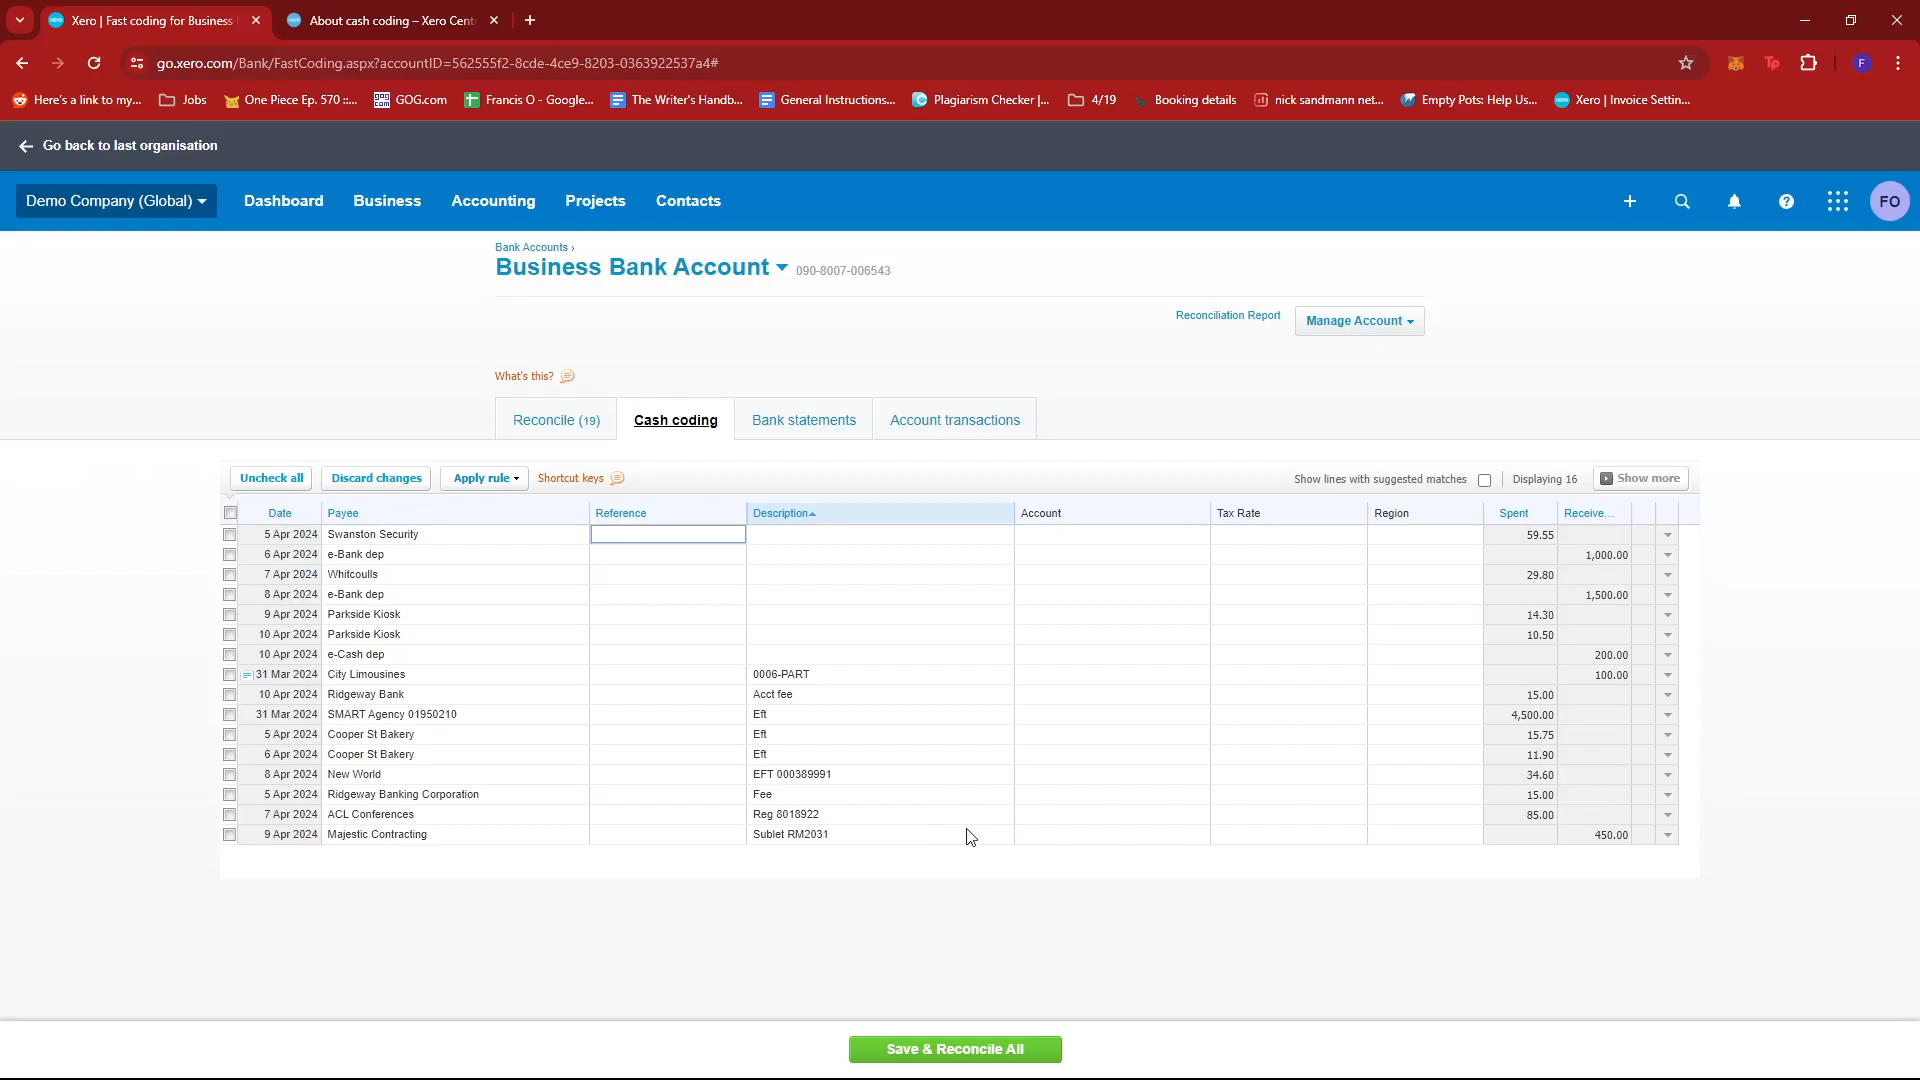 Xero | Fast coding for Business
About cash coding – Xero Cent
go.xero.com/Bank/FastCoding.aspx?accountID=562555f2-8cde-4ce9-8203-0363922537a4#
Tp
F
Here's a link to my...
Jobs
One Piece Ep. 570 ::...
GOG.com
Francis O - Google...
The Writer's Handb...
General Instructions...
Plagiarism Checker |...
4/19
Booking details
nick sandmann net...
Empty Pots: Help Us...
Xero | Invoice Settin...
Go back to last organisation
Demo Company (Global)
Dashboard
Business
Accounting
Projects
Contacts
FO
Bank Accounts ›
Business Bank Account 090-8007-006543
Reconciliation Report
Manage Account
What's this?
Reconcile (19)
Cash coding
Bank statements
Account transactions
Uncheck all
Discard changes
Apply rule
Shortcut keys
Show lines with suggested matches
Displaying 16
Show more
Date Payee Reference Description Account Tax Rate Region Spent Receive...
5 Apr 2024 Swanston Security 59.55
6 Apr 2024 e-Bank dep 1,000.00
7 Apr 2024 Whitcoulls 29.80
8 Apr 2024 e-Bank dep 1,500.00
9 Apr 2024 Parkside Kiosk 14.30
10 Apr 2024 Parkside Kiosk 10.50
10 Apr 2024 e-Cash dep 200.00
31 Mar 2024 City Limousines 0006-PART 100.00
10 Apr 2024 Ridgeway Bank Acct fee 15.00
31 Mar 2024 SMART Agency 01950210 Eft 4,500.00
5 Apr 2024 Cooper St Bakery Eft 15.75
6 Apr 2024 Cooper St Bakery Eft 11.90
8 Apr 2024 New World EFT 000389991 34.60
5 Apr 2024 Ridgeway Banking Corporation Fee 15.00
7 Apr 2024 ACL Conferences Reg 8018922 85.00
9 Apr 2024 Majestic Contracting Sublet RM2031 450.00
Save & Reconcile All